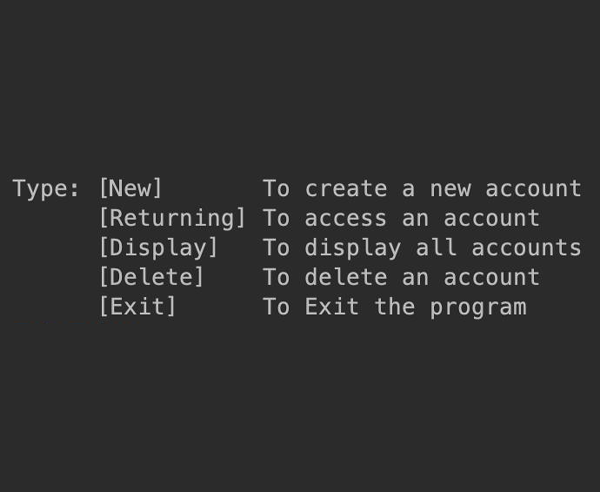 Type: [New] To create a new account
[Returning] To access an account
[Display] To display all accounts
[Delete] To delete an account
[Exit] To Exit the program